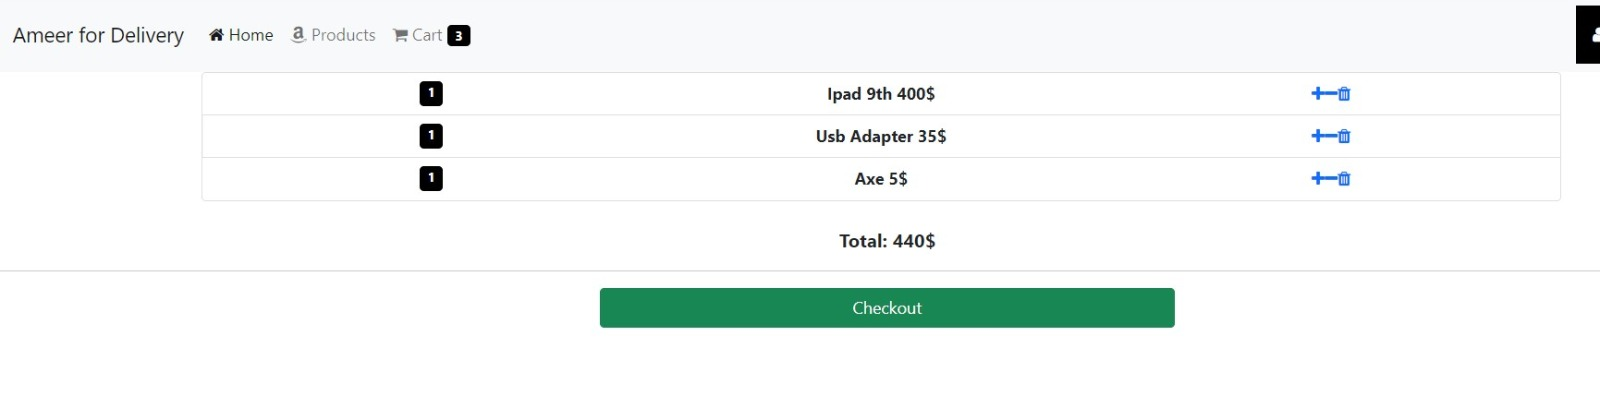 Ameer for Delivery Home Products Cart 3
1 Ipad 9th 400$
1 Usb Adapter 35$
1 Axe 5$
Total: 440$
Checkout